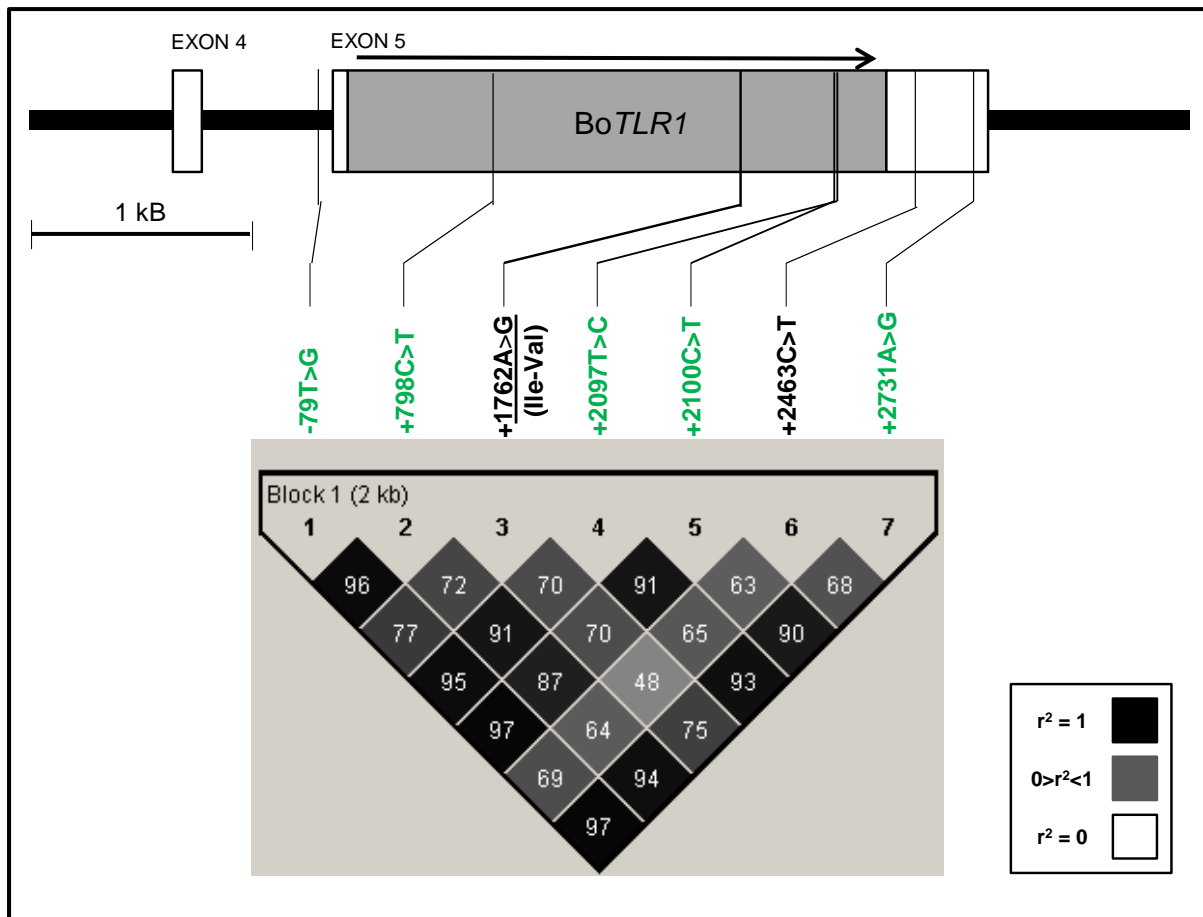 EXON 4
EXON 5
BoTLR1
1 kB
-79T>G
+798C>T
+1762A>G
(Ile-Val)
+2097T>C
+2100C>T
+2463C>T
+2731A>G
Block 1 (2 kb)
1 2 3 4 5 6 7
96 72 70 91 63 68
77 91 70 65 90
95 87 48 93
97 64 75
69 94
97
r² = 1
0>r²<1
r² = 0